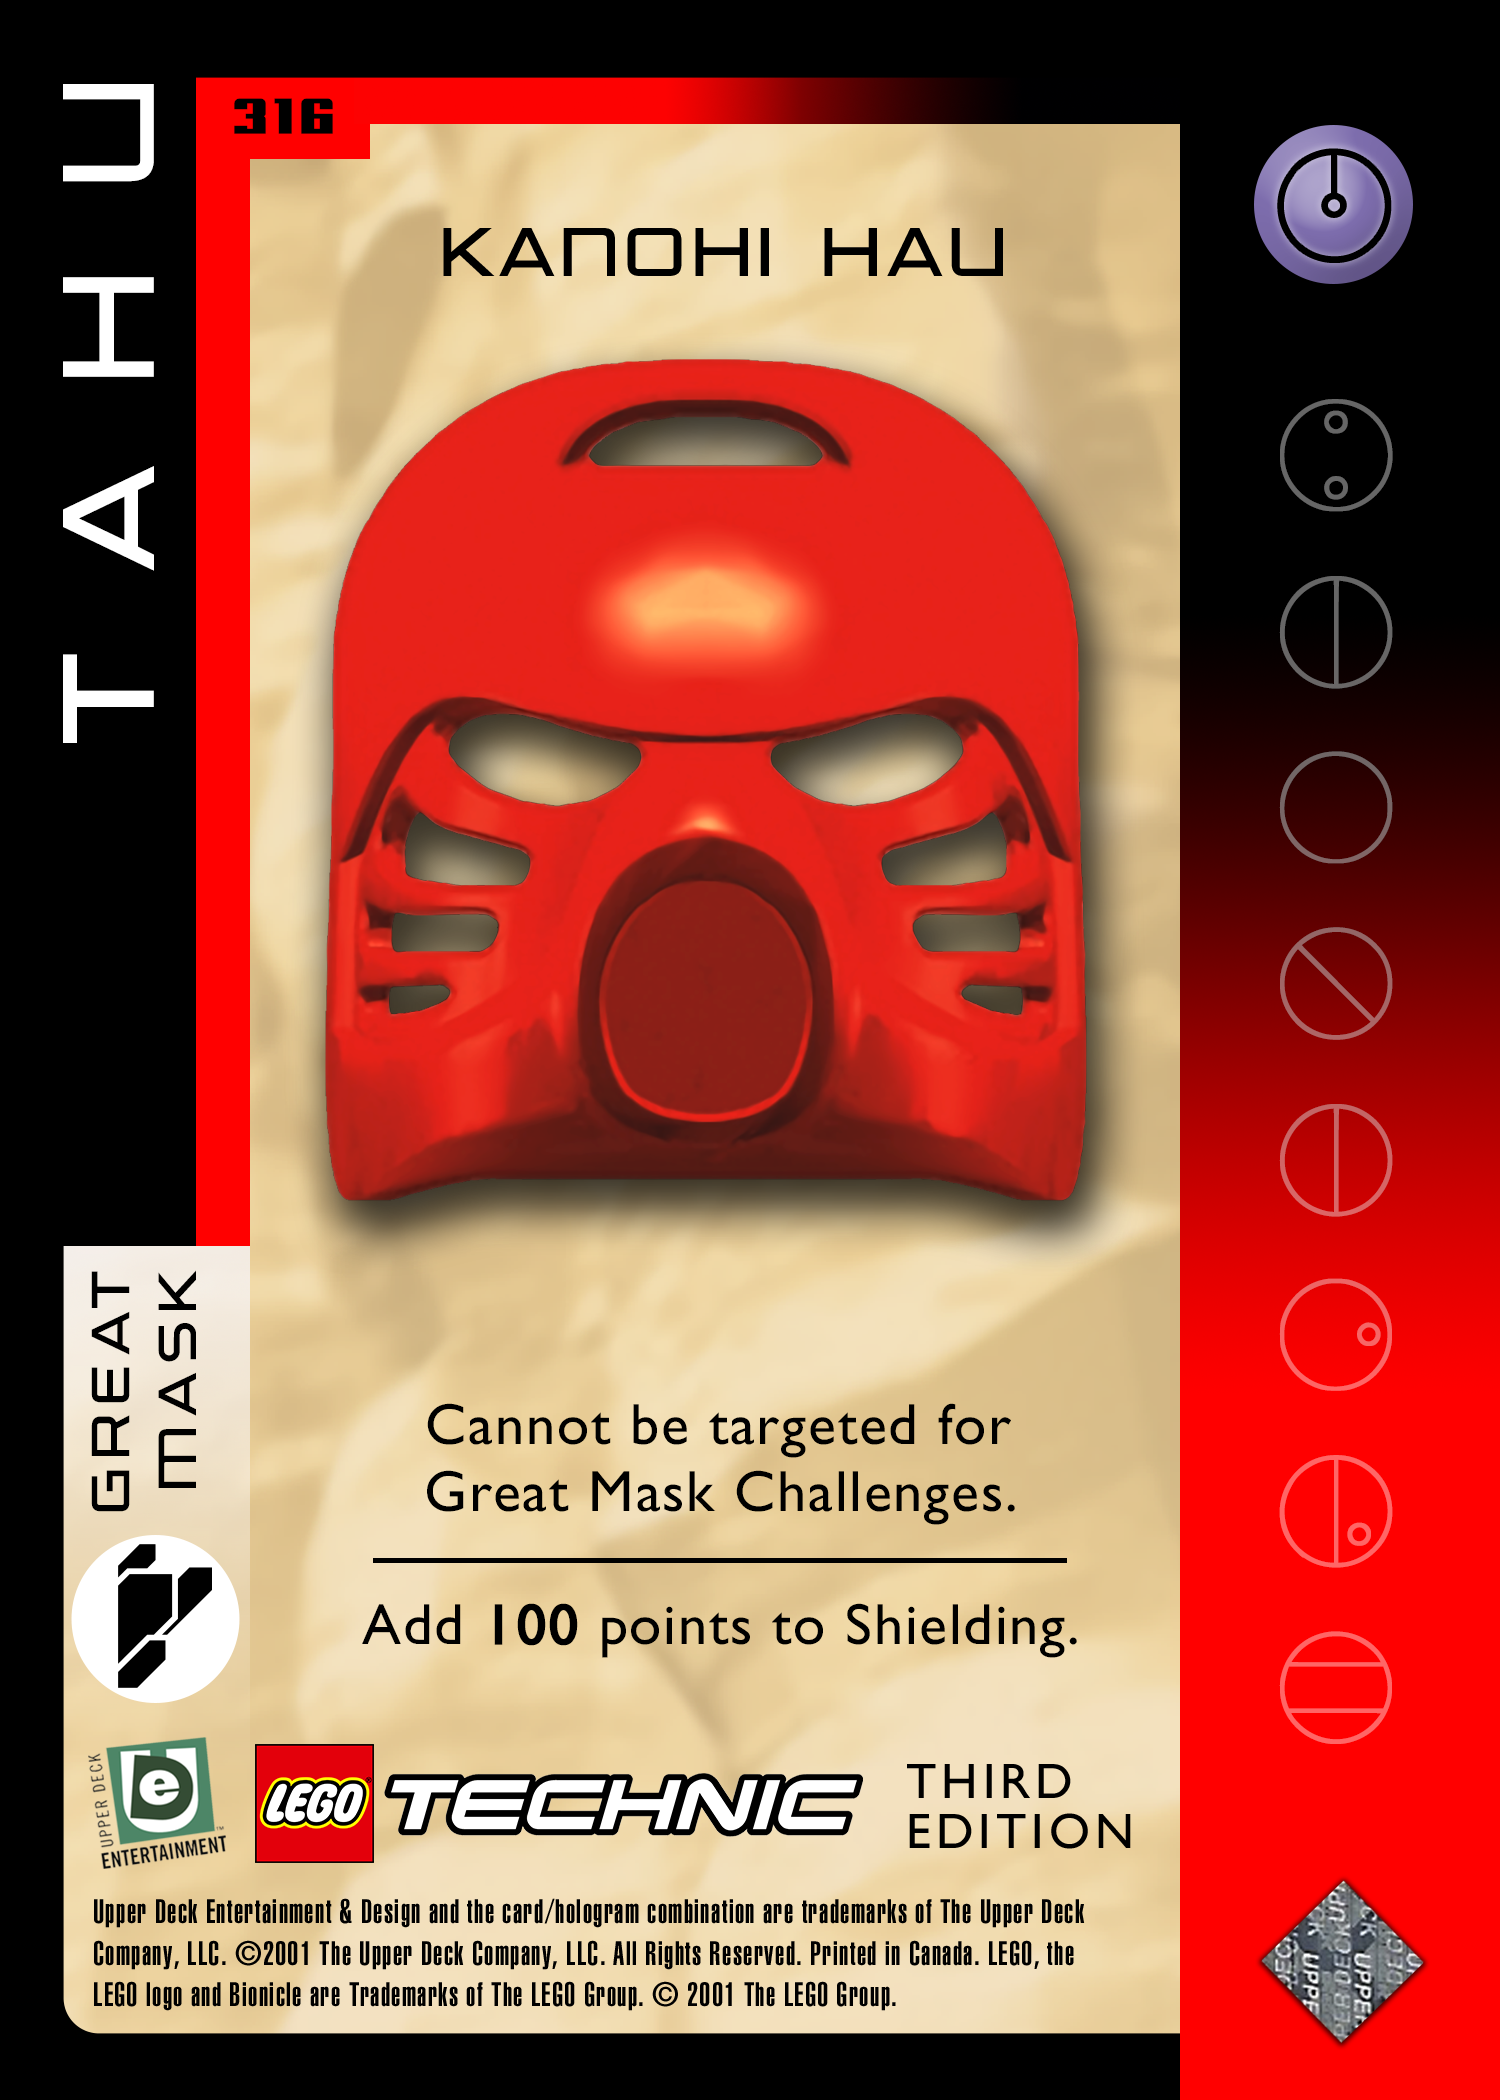 TAHU
316
KANOHI HAU
GREAT
MASK
Cannot be targeted for
Great Mask Challenges.
Add 100 points to Shielding.
UPPER DECK
ENTERTAINMENT™
LEGO TECHNIC
THIRD
EDITION
Upper Deck Entertainment & Design and the card/hologram combination are trademarks of The Upper Deck
Company, LLC. ©2001 The Upper Deck Company, LLC. All Rights Reserved. Printed in Canada. LEGO, the
LEGO logo and Bionicle are Trademarks of The LEGO Group. © 2001 The LEGO Group.